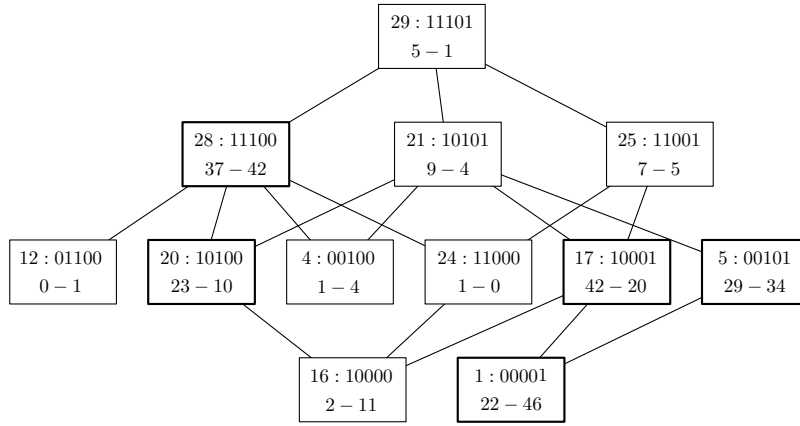 29 : 11101
5 − 1
28 : 11100
37 − 42
21 : 10101
9 − 4
25 : 11001
7 − 5
12 : 01100
0 − 1
20 : 10100
23 − 10
4 : 00100
1 − 4
24 : 11000
1 − 0
17 : 10001
42 − 20
5 : 00101
29 − 34
16 : 10000
2 − 11
1 : 00001
22 − 46